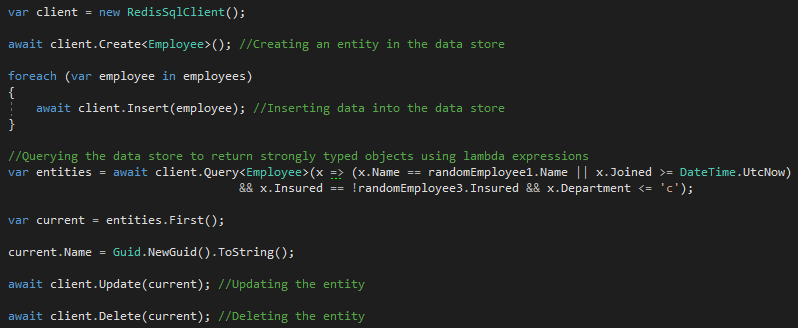 var client = new RedisSqlClient();
await client.Create<Employee>(); //Creating an entity in the data store
foreach (var employee in employees)
{
await client.Insert(employee); //Inserting data into the data store
}
//Querying the data store to return strongly typed objects using lambda expressions
var entities = await client.Query<Employee>(x => (x.Name == randomEmployee1.Name || x.Joined >= DateTime.UtcNow)
&& x.Insured == !randomEmployee3.Insured && x.Department <= 'c');
var current = entities.First();
current.Name = Guid.NewGuid().ToString();
await client.Update(current); //Updating the entity
await client.Delete(current); //Deleting the entity